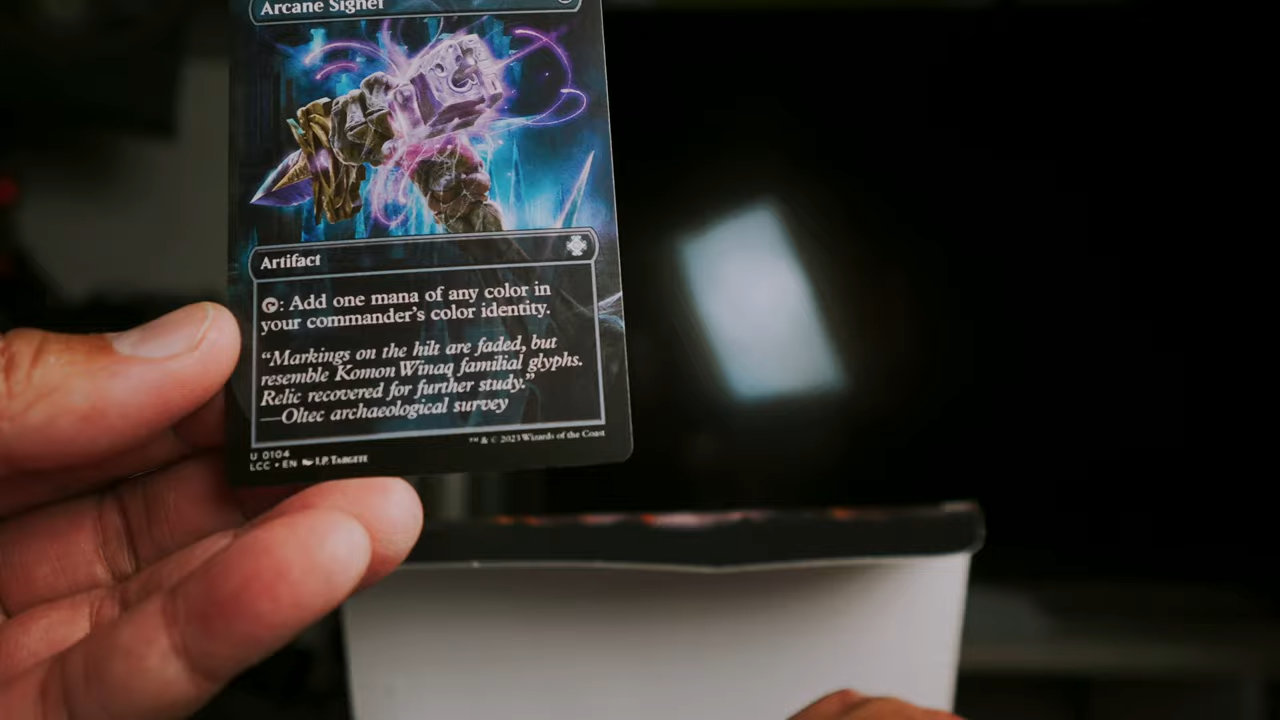 Arcane Signet
Artifact
: Add one mana of any color in
your commander's color identity.
"Markings on the hilt are faded, but
resemble Komon Winaq familial glyphs.
Relic recovered for further study."
—Oltec archaeological survey
™ & © 2023 Wizards of the Coast
U 0104
LCC • EN